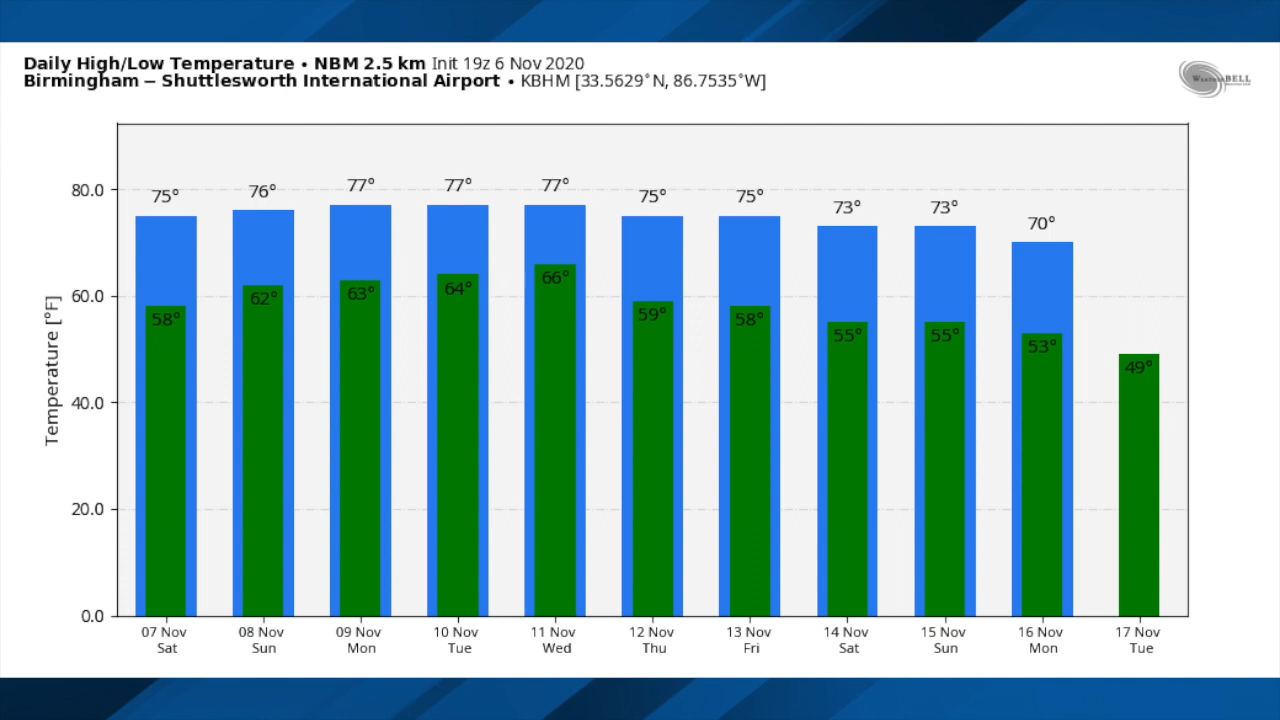 Daily High/Low Temperature • NBM 2.5 km Init 19z 6 Nov 2020
Birmingham – Shuttlesworth International Airport • KBHM [33.5629°N, 86.7535°W]
WeatherBELL
Temperature [°F]
80.0
60.0
40.0
20.0
0.0
75° 76° 77° 77° 77° 75° 75° 73° 73° 70°
58° 62° 63° 64° 66° 59° 58° 55° 55° 53° 49°
07 Nov 08 Nov 09 Nov 10 Nov 11 Nov 12 Nov 13 Nov 14 Nov 15 Nov 16 Nov 17 Nov
Sat Sun Mon Tue Wed Thu Fri Sat Sun Mon Tue